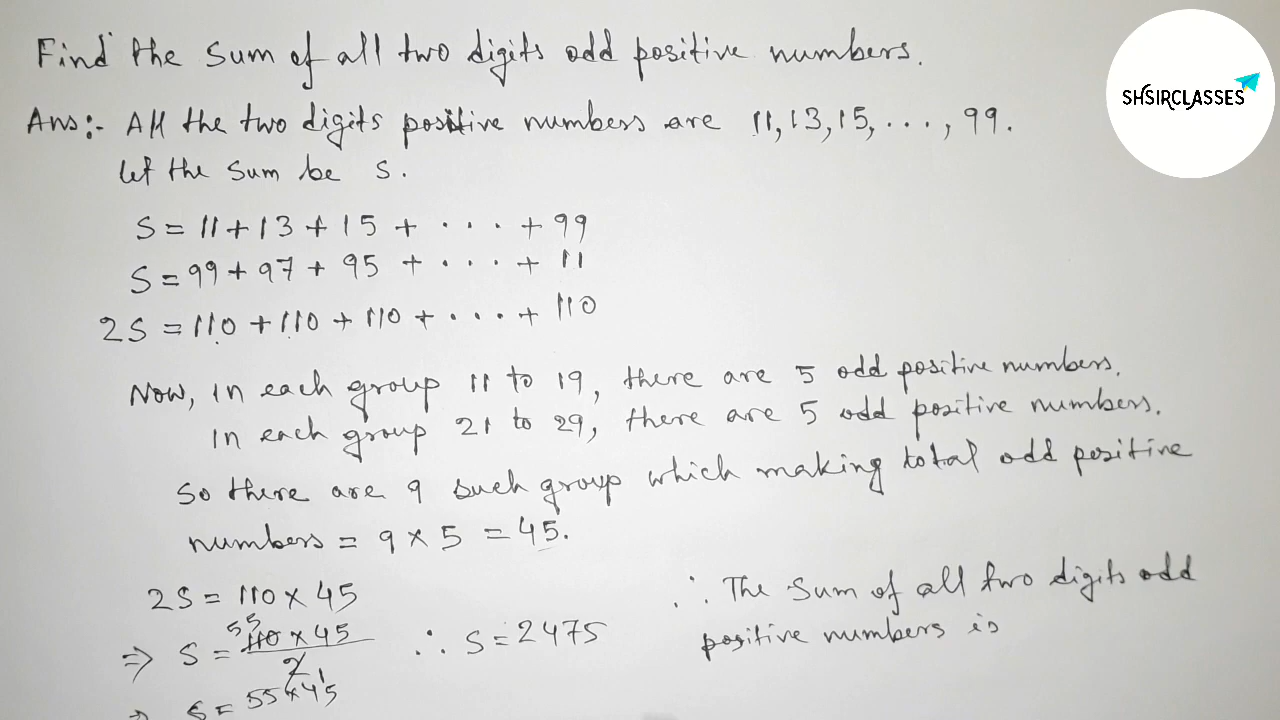 Find the Sum of all two digits odd positive numbers.
SHSIRCLASSES
Ans:- All the two digits positive numbers are 11, 13, 15, ..., 99.
Let the Sum be S.
S = 11 + 13 + 15 + . . . + 99
S = 99 + 97 + 95 + . . . + 11
2S = 110 + 110 + 110 + . . . + 110
Now, in each group 11 to 19, there are 5 odd positive numbers.
In each group 21 to 29, there are 5 odd positive numbers.
So there are 9 such group which making total odd positive
numbers = 9 × 5 = 45.
2S = 110 × 45
⇒ S = 55 110 × 45 / 2 1
∴ S = 2475
⇒ S = 55 × 45
∴ The Sum of all two digits odd
positive numbers is